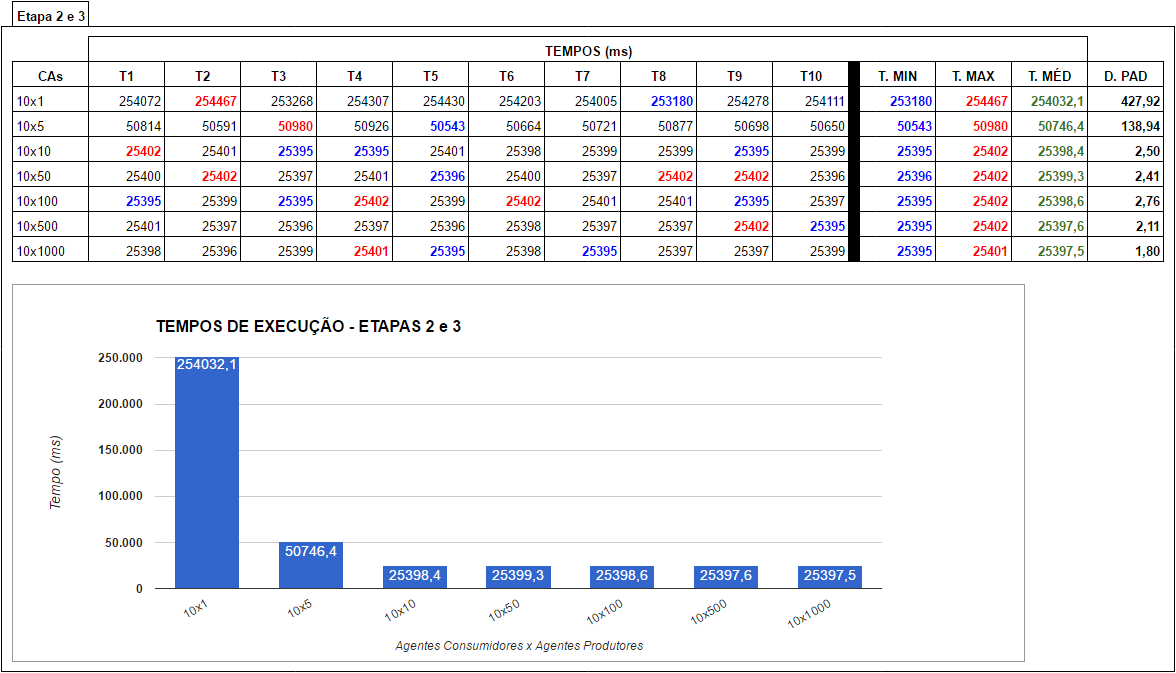 Etapa 2 e 3
TEMPOS (ms)
CAs T1 T2 T3 T4 T5 T6 T7 T8 T9 T10 T. MIN T. MAX T. MÉD D. PAD
10x1 254072 254467 253268 254307 254430 254203 254005 253180 254278 254111 253180 254467 254032,1 427,92
10x5 50814 50591 50980 50926 50543 50664 50721 50877 50698 50650 50543 50980 50746,4 138,94
10x10 25402 25401 25395 25395 25401 25398 25399 25399 25395 25399 25395 25402 25398,4 2,50
10x50 25400 25402 25397 25401 25396 25400 25397 25402 25402 25396 25396 25402 25399,3 2,41
10x100 25395 25399 25395 25402 25399 25402 25401 25401 25395 25397 25395 25402 25398,6 2,76
10x500 25401 25397 25396 25397 25396 25398 25397 25397 25402 25395 25395 25402 25397,6 2,11
10x1000 25398 25396 25399 25401 25395 25398 25395 25397 25397 25399 25395 25401 25397,5 1,80
TEMPOS DE EXECUÇÃO - ETAPAS 2 e 3
Tempo (ms)
250.000
200.000
150.000
100.000
50.000
0
254032,1
50746,4
25398,4
25399,3
25398,6
25397,6
25397,5
10x1
10x5
10x10
10x50
10x100
10x500
10x1000
Agentes Consumidores x Agentes Produtores